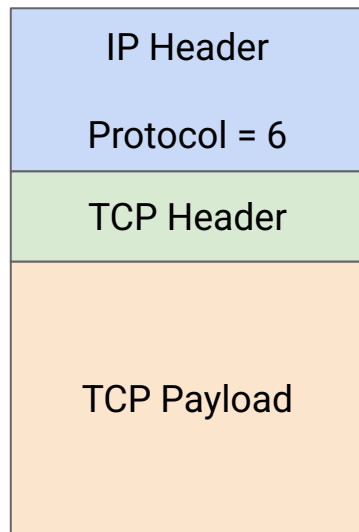 IP Header
Protocol = 6
TCP Header
TCP Payload